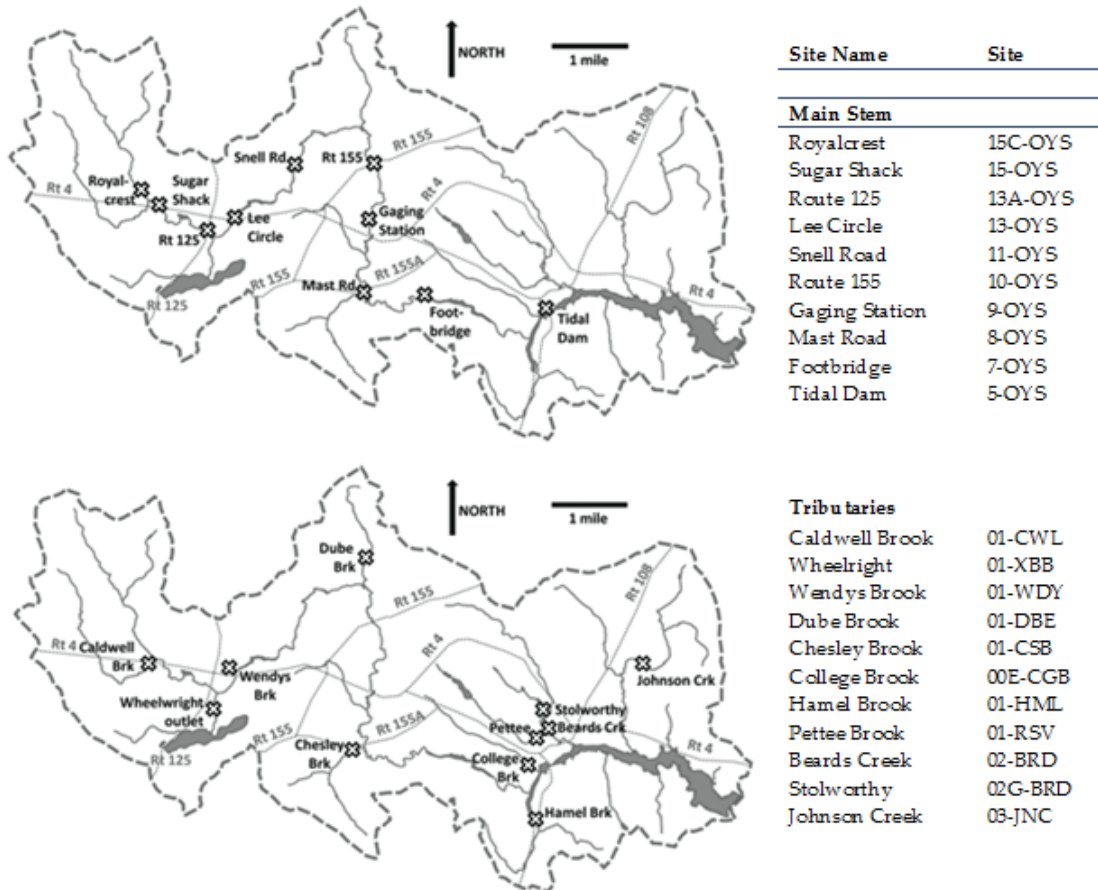 NORTH
1 mile
Rt 108
Rt 155
Snell Rd.
Rt 155
Rt 4
Royal-
crest
Sugar
Shack
Rt 4
Rt 125
Lee
Circle
Gaging
Station
Rt 155
Rt 155A
Mast Rd
Foot-
bridge
Rt 125
Tidal
Dam
Rt 4
Site Name Site
Main Stem
Royalcrest 15C-OYS
Sugar Shack 15-OYS
Route 125 13A-OYS
Lee Circle 13-OYS
Snell Road 11-OYS
Route 155 10-OYS
Gaging Station 9-OYS
Mast Road 8-OYS
Footbridge 7-OYS
Tidal Dam 5-OYS
NORTH
1 mile
Dube
Brk
Rt 108
Rt 155
Rt 4
Rt 4
Caldwell
Brk
Wendys
Brk
Johnson Crk
Wheelwright
outlet
Stolworthy
Beards Crk
Pettee
Rt 155
Rt 155A
Chesley
Brk
College
Brk
Rt 4
Rt 125
Hamel Brk
Tributaries
Caldwell Brook 01-CWL
Wheelright 01-XBB
Wendys Brook 01-WDY
Dube Brook 01-DBE
Chesley Brook 01-CSB
College Brook 00E-CGB
Hamel Brook 01-HML
Pettee Brook 01-RSV
Beards Creek 02-BRD
Stolworthy 02G-BRD
Johnson Creek 03-JNC